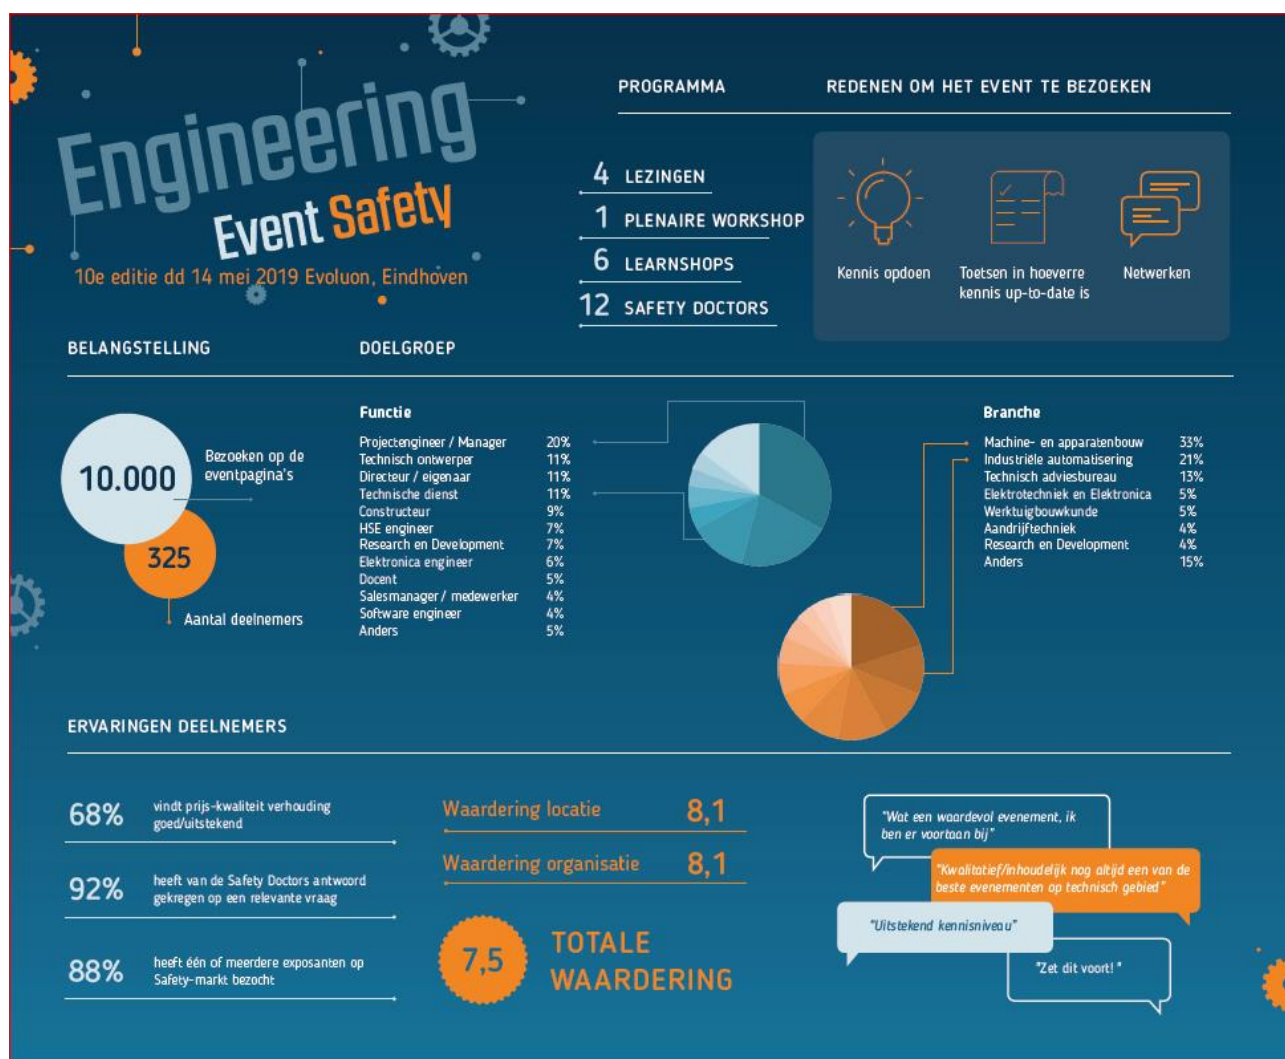 Engineering
Event Safety
10e editie dd 14 mei 2019 Evoluon, Eindhoven
PROGRAMMA
4 LEZINGEN
1 PLENAIRE WORKSHOP
6 LEARNSHOPS
12 SAFETY DOCTORS
REDENEN OM HET EVENT TE BEZOEKEN
Kennis opdoen
Toetsen in hoeverre
kennis up-to-date is
Netwerken
BELANGSTELLING
10.000
Bezoeken op de
eventpagina's
325
Aantal deelnemers
DOELGROEP
Functie
Projectengineer / Manager 20%
Technisch ontwerper 11%
Directeur / eigenaar 11%
Technische dienst 11%
Constructeur 9%
HSE engineer 7%
Research en Development 7%
Elektronica engineer 6%
Docent 5%
Salesmanager / medewerker 4%
Software engineer 4%
Anders 5%
Branche
Machine- en apparatenbouw 33%
Industriële automatisering 21%
Technisch adviesbureau 13%
Elektrotechniek en Elektronica 5%
Werktuigbouwkunde 5%
Aandrijftechniek 4%
Research en Development 4%
Anders 15%
ERVARINGEN DEELNEMERS
68% vindt prijs-kwaliteit verhouding
goed/uitstekend
92% heeft van de Safety Doctors antwoord
gekregen op een relevante vraag
88% heeft één of meerdere exposanten op
Safety-markt bezocht
Waardering locatie 8,1
Waardering organisatie 8,1
7,5
TOTALE
WAARDERING
"Wat een waardevol evenement, ik
ben er voortaan bij"
"Kwalitatief/inhoudelijk nog altijd een van de
beste evenementen op technisch gebied"
"Uitstekend kennisniveau"
"Zet dit voort! "